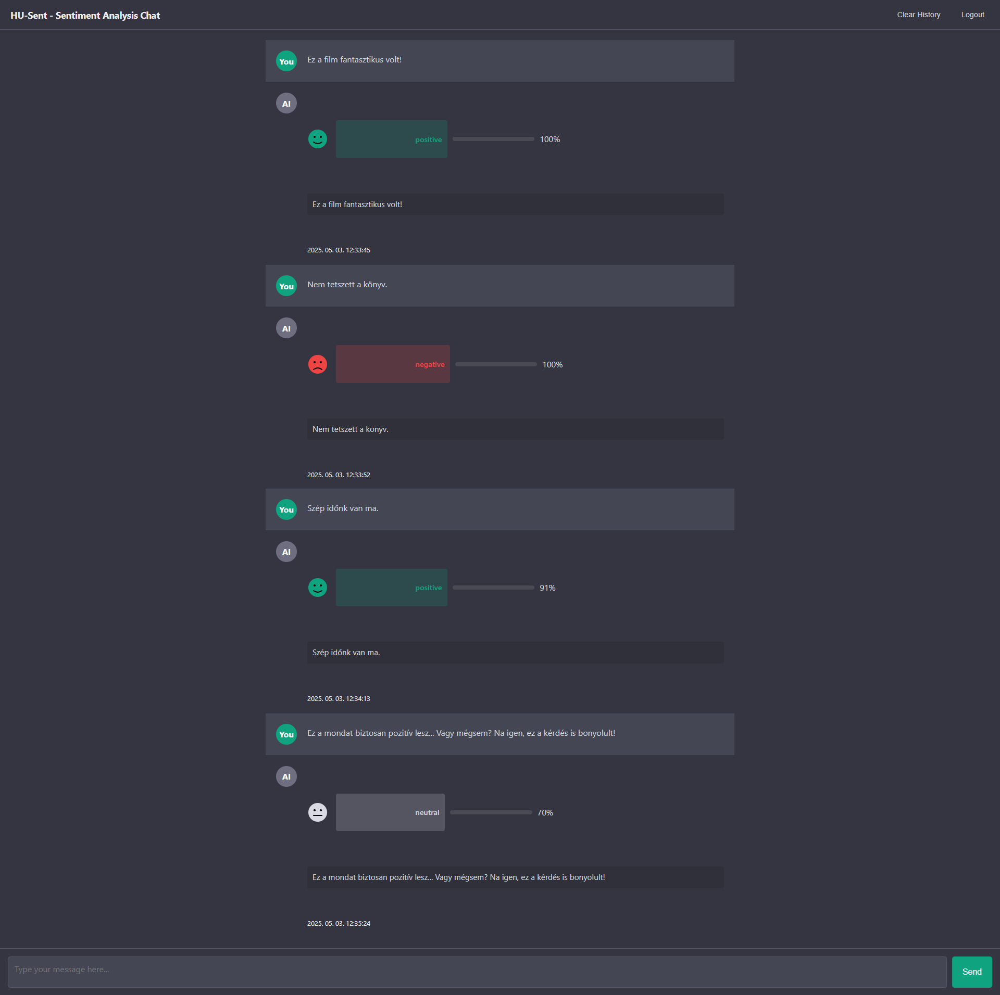 HU-Sent - Sentiment Analysis Chat
Clear History
Logout
You
Ez a film fantasztikus volt!
AI
positive
100%
Ez a film fantasztikus volt!
2025. 05. 03. 12:33:45
You
Nem tetszett a könyv.
AI
negative
100%
Nem tetszett a könyv.
2025. 05. 03. 12:33:52
You
Szép időnk van ma.
AI
positive
91%
Szép időnk van ma.
2025. 05. 03. 12:34:13
You
Ez a mondat biztosan pozitív lesz... Vagy mégsem? Na igen, ez a kérdés is bonyolult!
AI
neutral
70%
Ez a mondat biztosan pozitív lesz... Vagy mégsem? Na igen, ez a kérdés is bonyolult!
2025. 05. 03. 12:35:24
Type your message here...
Send